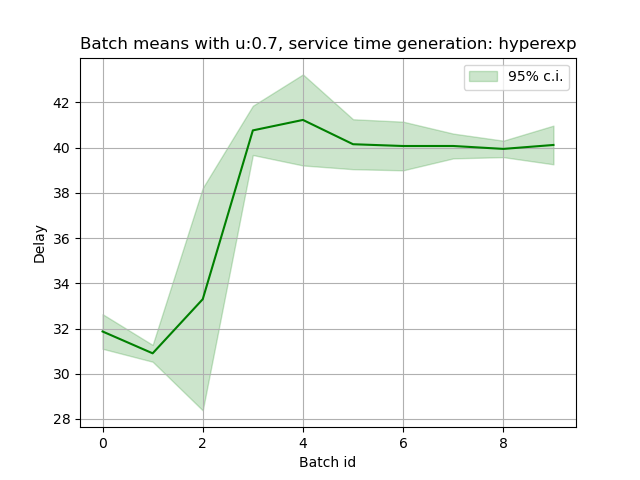 Batch means with u:0.7, service time generation: hyperexp
95% c.i.
42
40
38
36
34
32
30
28
Delay
0 2 4 6 8
Batch id